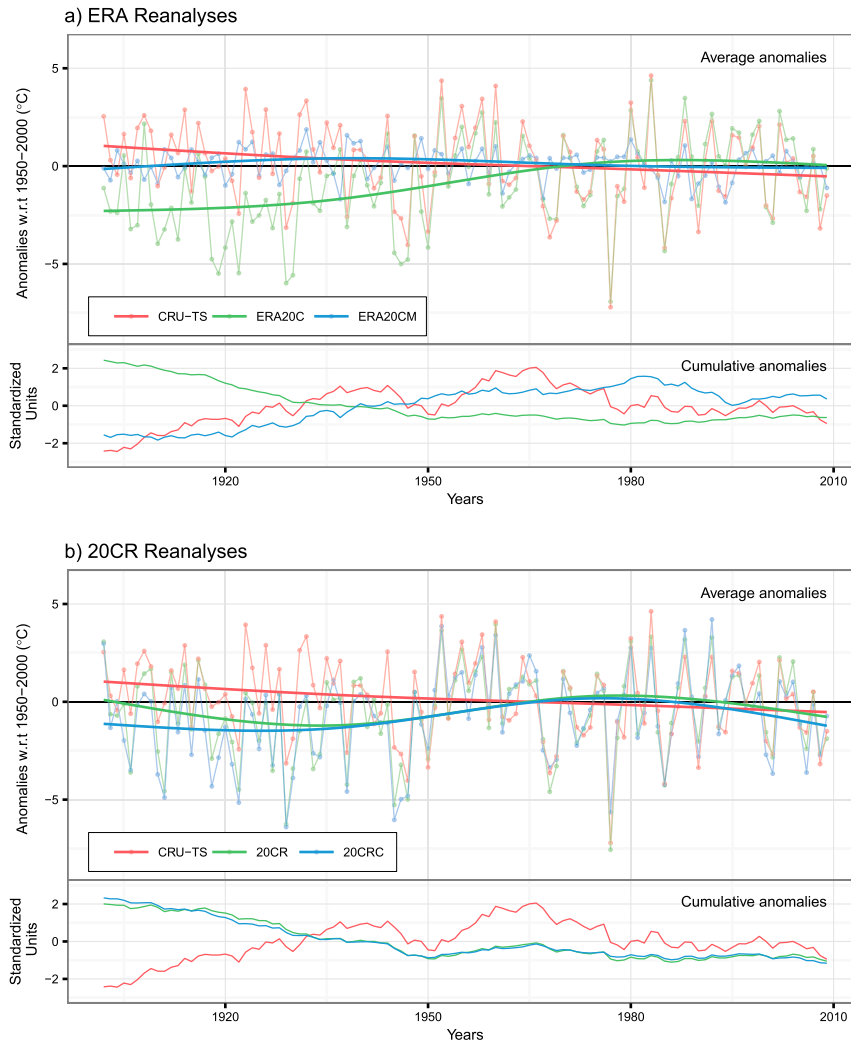 a) ERA Reanalyses
Average anomalies
5
0
−5
Anomalies w.r.t 1950−2000 (°C)
CRU−TS ERA20C ERA20CM
Cumulative anomalies
2
0
−2
Standardized
Units
1920 1950 1980 2010
Years
b) 20CR Reanalyses
Average anomalies
5
0
−5
Anomalies w.r.t 1950−2000 (°C)
CRU−TS 20CR 20CRC
Cumulative anomalies
2
0
−2
Standardized
Units
1920 1950 1980 2010
Years